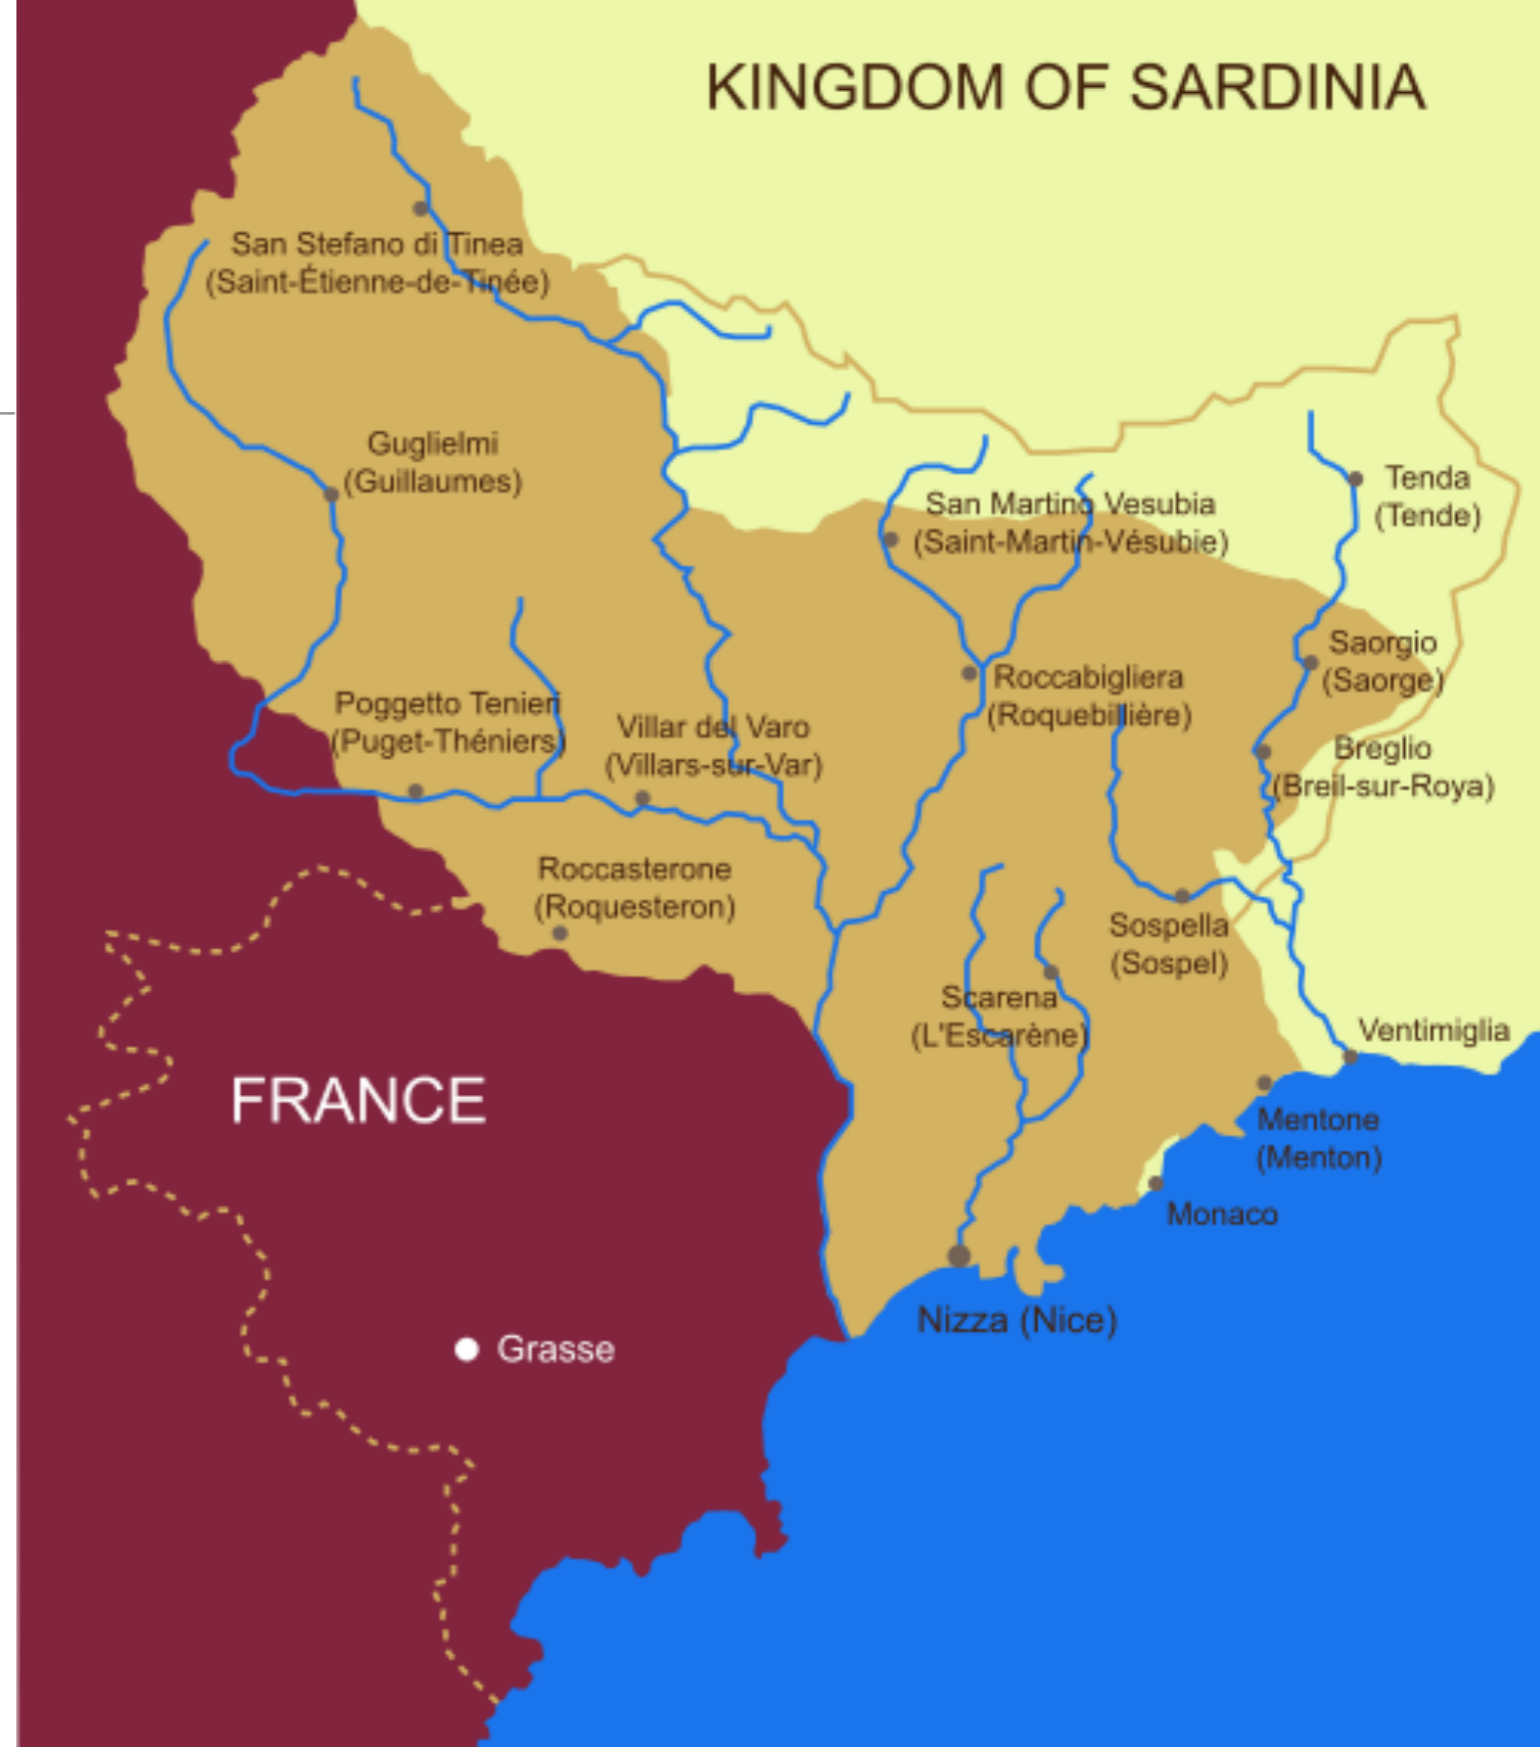 KINGDOM OF SARDINIA
San Stefano di Tinea
(Saint-Étienne-de-Tinée)
Guglielmi
(Guillaumes)
San Martino Vesubia
(Saint-Martin-Vésubie)
Tenda
(Tende)
Saorgio
(Saorge)
Roccabigliera
(Roquebillière)
Poggetto Tenieri
(Puget-Théniers)
Villar del Varo
(Villars-sur-Var)
Breglio
(Breil-sur-Roya)
Roccasterone
(Roquesteron)
Sospella
(Sospel)
Scarena
(L'Escarène)
Ventimiglia
FRANCE
Mentone
(Menton)
Monaco
Nizza (Nice)
Grasse